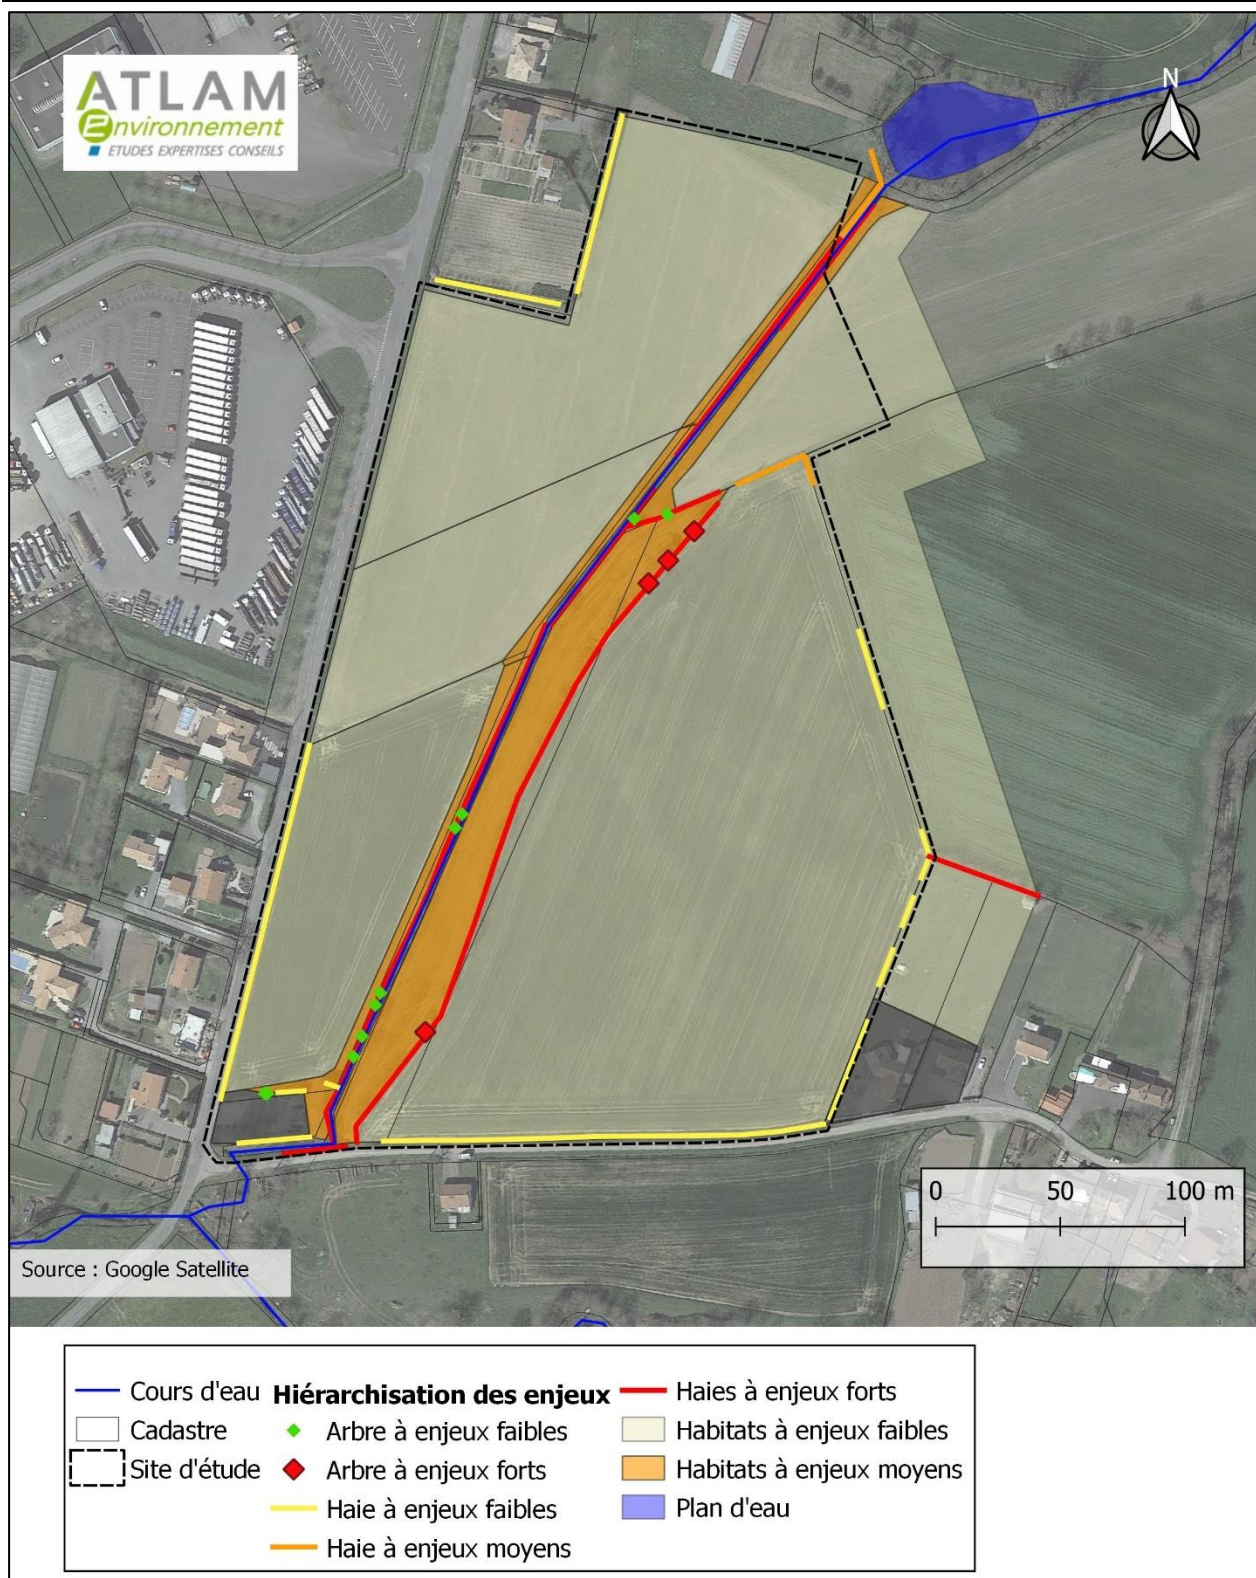 ATLAM
Environnement
ETUDES EXPERTISES CONSEILS
N
0 50 100 m
Source : Google Satellite
Cours d'eau
Cadastre
Site d'étude
Hiérarchisation des enjeux
Arbre à enjeux faibles
Arbre à enjeux forts
Haie à enjeux faibles
Haie à enjeux moyens
Haies à enjeux forts
Habitats à enjeux faibles
Habitats à enjeux moyens
Plan d'eau